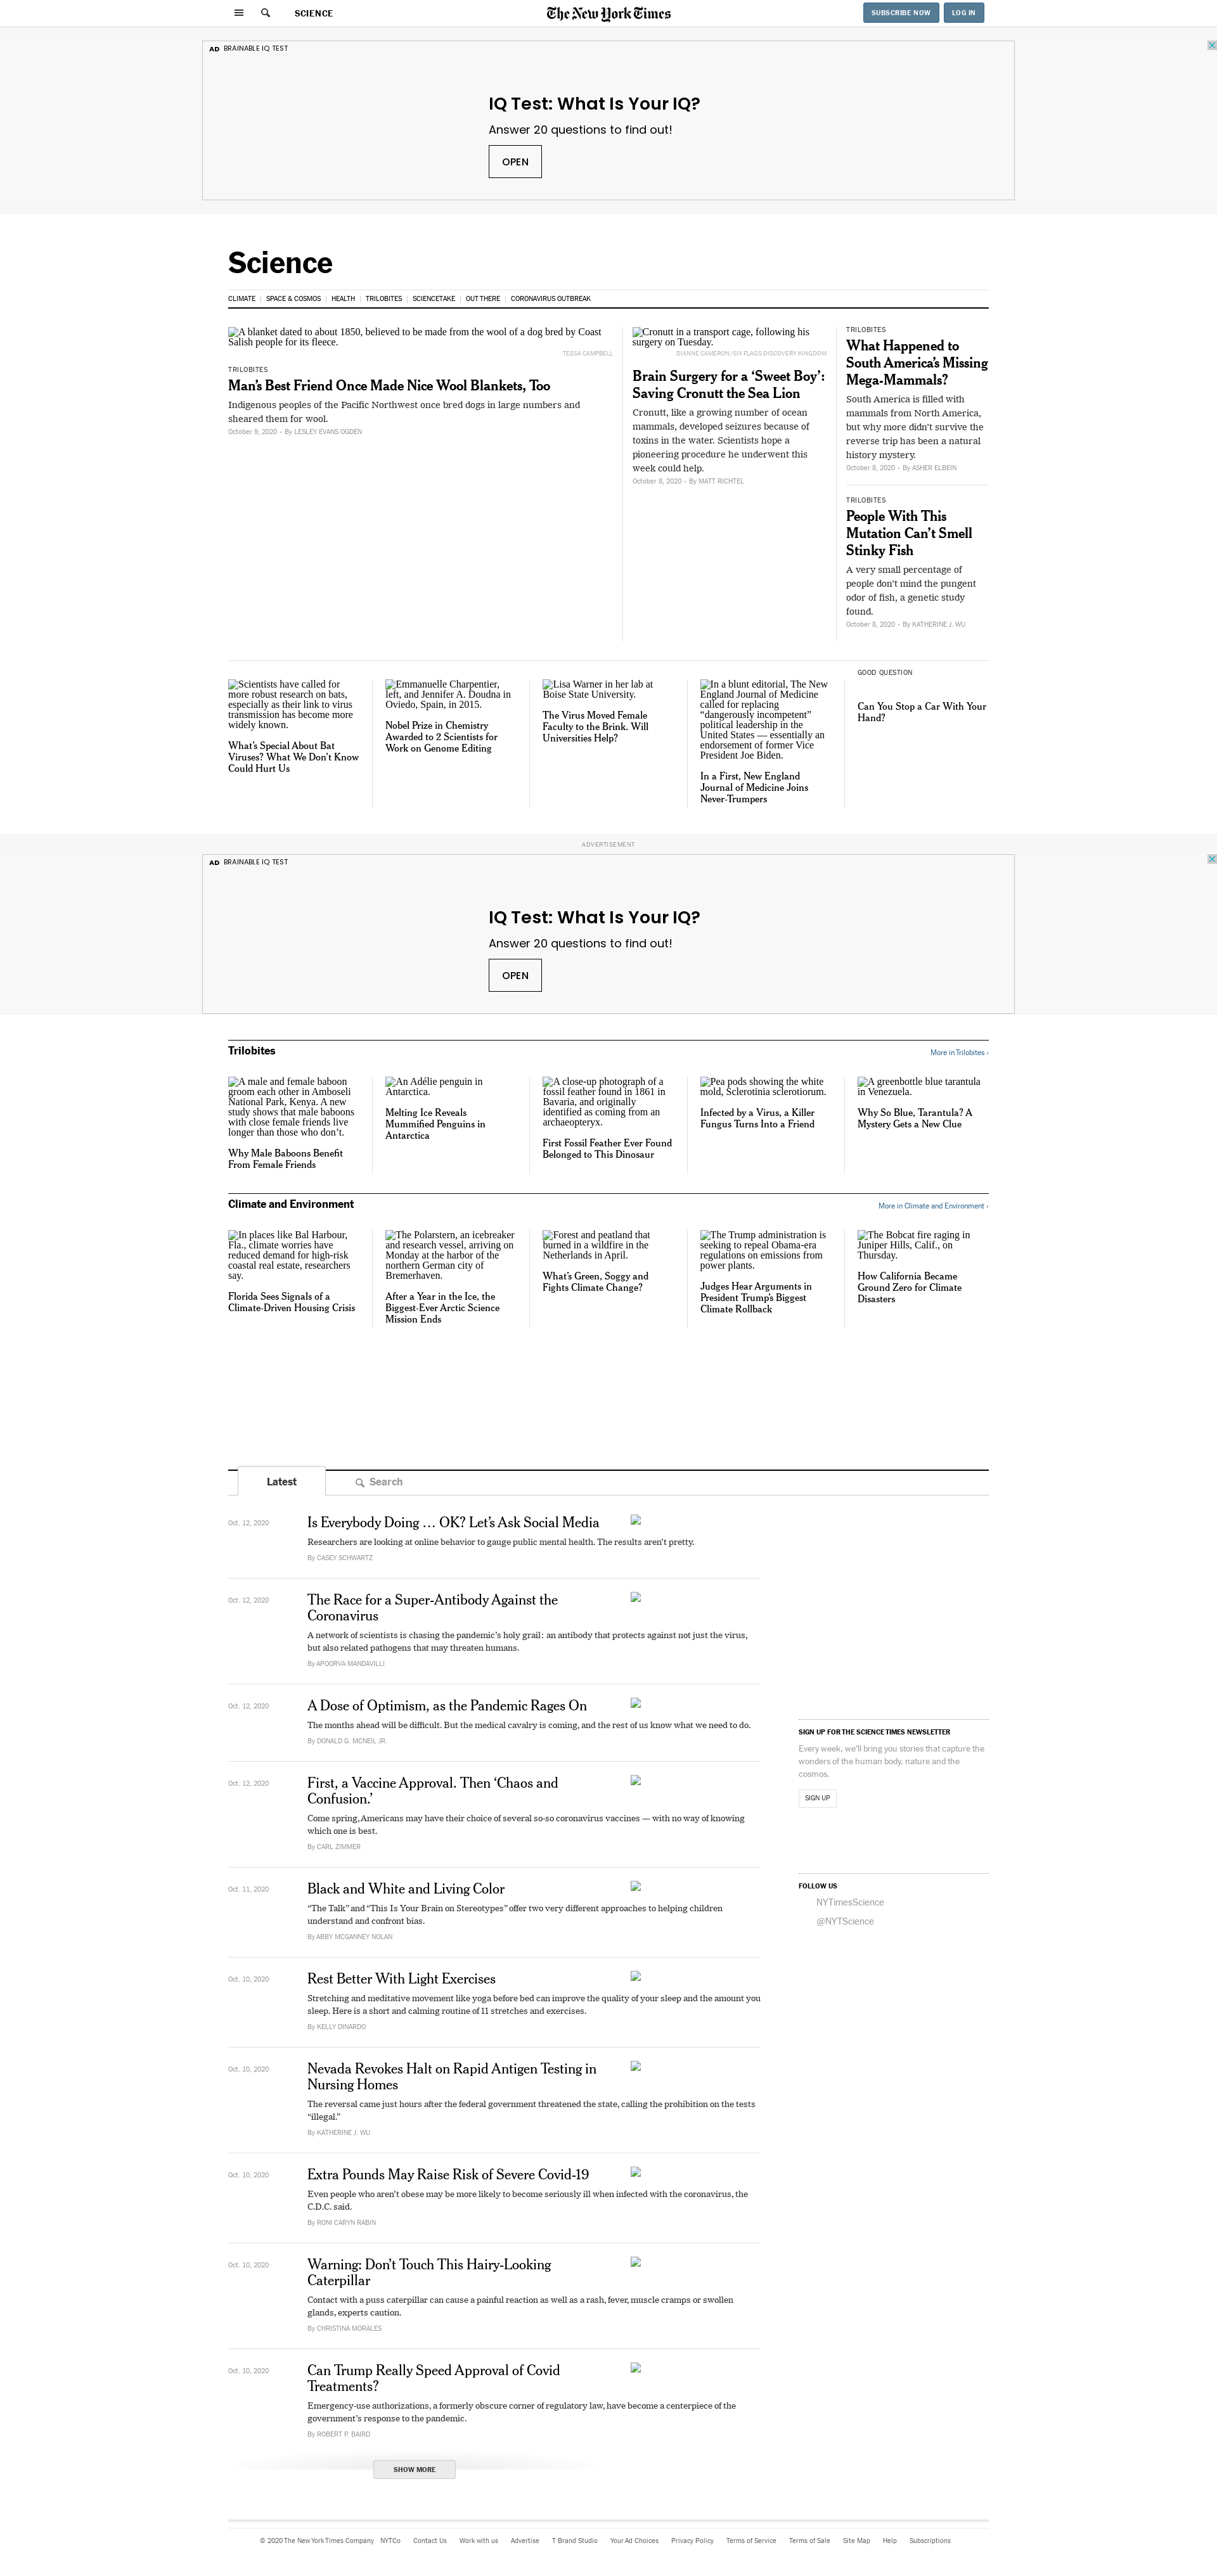 SCIENCE
The New York Times
SUBSCRIBE NOW
LOG IN
AD BRAINABLE IQ TEST
IQ Test: What Is Your IQ?
Answer 20 questions to find out!
OPEN
Science
CLIMATE | SPACE & COSMOS | HEALTH | TRILOBITES | SCIENCETAKE | OUT THERE | CORONAVIRUS OUTBREAK
A blanket dated to about 1850, believed to be made from the wool of a dog bred by Coast
Salish people for its fleece.
TESSA CAMPBELL
TRILOBITES
Man’s Best Friend Once Made Nice Wool Blankets, Too
Indigenous peoples of the Pacific Northwest once bred dogs in large numbers and
sheared them for wool.
October 9, 2020 - By LESLEY EVANS OGDEN
Cronutt in a transport cage, following his
surgery on Tuesday.
DIANNE CAMERON/SIX FLAGS DISCOVERY KINGDOM
Brain Surgery for a ‘Sweet Boy’:
Saving Cronutt the Sea Lion
Cronutt, like a growing number of ocean
mammals, developed seizures because of
toxins in the water. Scientists hope a
pioneering procedure he underwent this
week could help.
October 8, 2020 - By MATT RICHTEL
TRILOBITES
What Happened to
South America’s Missing
Mega-Mammals?
South America is filled with
mammals from North America,
but why more didn’t survive the
reverse trip has been a natural
history mystery.
October 8, 2020 - By ASHER ELBEIN
TRILOBITES
People With This
Mutation Can’t Smell
Stinky Fish
A very small percentage of
people don’t mind the pungent
odor of fish, a genetic study
found.
October 8, 2020 - By KATHERINE J. WU
Scientists have called for
more robust research on bats,
especially as their link to virus
transmission has become more
widely known.
What’s Special About Bat
Viruses? What We Don’t Know
Could Hurt Us
Emmanuelle Charpentier,
left, and Jennifer A. Doudna in
Oviedo, Spain, in 2015.
Nobel Prize in Chemistry
Awarded to 2 Scientists for
Work on Genome Editing
Lisa Warner in her lab at
Boise State University.
The Virus Moved Female
Faculty to the Brink. Will
Universities Help?
In a blunt editorial, The New
England Journal of Medicine
called for replacing
“dangerously incompetent”
political leadership in the
United States — essentially an
endorsement of former Vice
President Joe Biden.
In a First, New England
Journal of Medicine Joins
Never-Trumpers
GOOD QUESTION
Can You Stop a Car With Your
Hand?
ADVERTISEMENT
AD BRAINABLE IQ TEST
IQ Test: What Is Your IQ?
Answer 20 questions to find out!
OPEN
Trilobites
More in Trilobites ›
A male and female baboon
groom each other in Amboseli
National Park, Kenya. A new
study shows that male baboons
with close female friends live
longer than those who don’t.
Why Male Baboons Benefit
From Female Friends
An Adélie penguin in
Antarctica.
Melting Ice Reveals
Mummified Penguins in
Antarctica
A close-up photograph of a
fossil feather found in 1861 in
Bavaria, and originally
identified as coming from an
archaeopteryx.
First Fossil Feather Ever Found
Belonged to This Dinosaur
Pea pods showing the white
mold, Sclerotinia sclerotiorum.
Infected by a Virus, a Killer
Fungus Turns Into a Friend
A greenbottle blue tarantula
in Venezuela.
Why So Blue, Tarantula? A
Mystery Gets a New Clue
Climate and Environment
More in Climate and Environment ›
In places like Bal Harbour,
Fla., climate worries have
reduced demand for high-risk
coastal real estate, researchers
say.
Florida Sees Signals of a
Climate-Driven Housing Crisis
The Polarstern, an icebreaker
and research vessel, arriving on
Monday at the harbor of the
northern German city of
Bremerhaven.
After a Year in the Ice, the
Biggest-Ever Arctic Science
Mission Ends
Forest and peatland that
burned in a wildfire in the
Netherlands in April.
What’s Green, Soggy and
Fights Climate Change?
The Trump administration is
seeking to repeal Obama-era
regulations on emissions from
power plants.
Judges Hear Arguments in
President Trump’s Biggest
Climate Rollback
The Bobcat fire raging in
Juniper Hills, Calif., on
Thursday.
How California Became
Ground Zero for Climate
Disasters
Latest
Search
Oct. 12, 2020
Is Everybody Doing … OK? Let’s Ask Social Media
Researchers are looking at online behavior to gauge public mental health. The results aren’t pretty.
By CASEY SCHWARTZ
Oct. 12, 2020
The Race for a Super-Antibody Against the
Coronavirus
A network of scientists is chasing the pandemic’s holy grail: an antibody that protects against not just the virus,
but also related pathogens that may threaten humans.
By APOORVA MANDAVILLI
Oct. 12, 2020
A Dose of Optimism, as the Pandemic Rages On
The months ahead will be difficult. But the medical cavalry is coming, and the rest of us know what we need to do.
By DONALD G. MCNEIL JR.
Oct. 12, 2020
First, a Vaccine Approval. Then ‘Chaos and
Confusion.’
Come spring, Americans may have their choice of several so-so coronavirus vaccines — with no way of knowing
which one is best.
By CARL ZIMMER
Oct. 11, 2020
Black and White and Living Color
“The Talk” and “This Is Your Brain on Stereotypes” offer two very different approaches to helping children
understand and confront bias.
By ABBY MCGANNEY NOLAN
Oct. 10, 2020
Rest Better With Light Exercises
Stretching and meditative movement like yoga before bed can improve the quality of your sleep and the amount you
sleep. Here is a short and calming routine of 11 stretches and exercises.
By KELLY DINARDO
Oct. 10, 2020
Nevada Revokes Halt on Rapid Antigen Testing in
Nursing Homes
The reversal came just hours after the federal government threatened the state, calling the prohibition on the tests
“illegal.”
By KATHERINE J. WU
Oct. 10, 2020
Extra Pounds May Raise Risk of Severe Covid-19
Even people who aren’t obese may be more likely to become seriously ill when infected with the coronavirus, the
C.D.C. said.
By RONI CARYN RABIN
Oct. 10, 2020
Warning: Don’t Touch This Hairy-Looking
Caterpillar
Contact with a puss caterpillar can cause a painful reaction as well as a rash, fever, muscle cramps or swollen
glands, experts caution.
By CHRISTINA MORALES
Oct. 10, 2020
Can Trump Really Speed Approval of Covid
Treatments?
Emergency-use authorizations, a formerly obscure corner of regulatory law, have become a centerpiece of the
government’s response to the pandemic.
By ROBERT P. BAIRD
SHOW MORE
SIGN UP FOR THE SCIENCE TIMES NEWSLETTER
Every week, we’ll bring you stories that capture the
wonders of the human body, nature and the
cosmos.
SIGN UP
FOLLOW US
NYTimesScience
@NYTScience
© 2020 The New York Times Company NYTCo Contact Us Work with us Advertise T Brand Studio Your Ad Choices Privacy Policy Terms of Service Terms of Sale Site Map Help Subscriptions